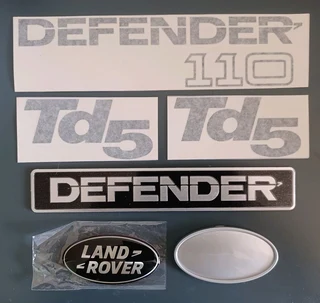 DEFENDER
110
Td5 Td5
DEFENDER
LAND
ROVER